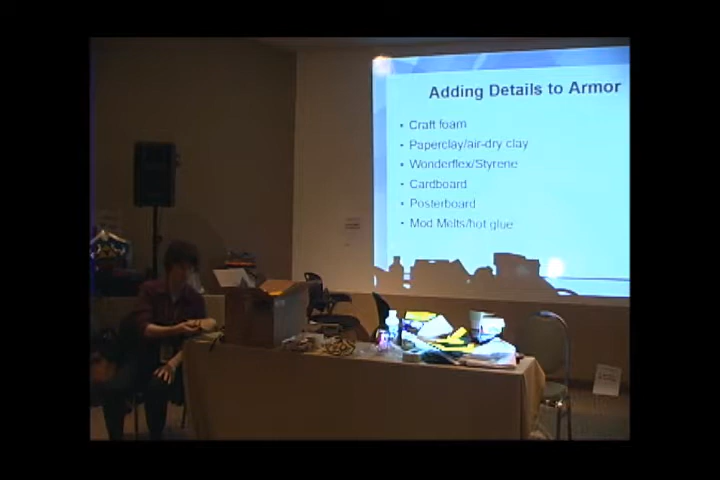 Adding Details to Armor
• Craft foam
• Paperclay/air-dry clay
• Wonderflex/Styrene
• Cardboard
• Posterboard
• Mod Melts/hot glue